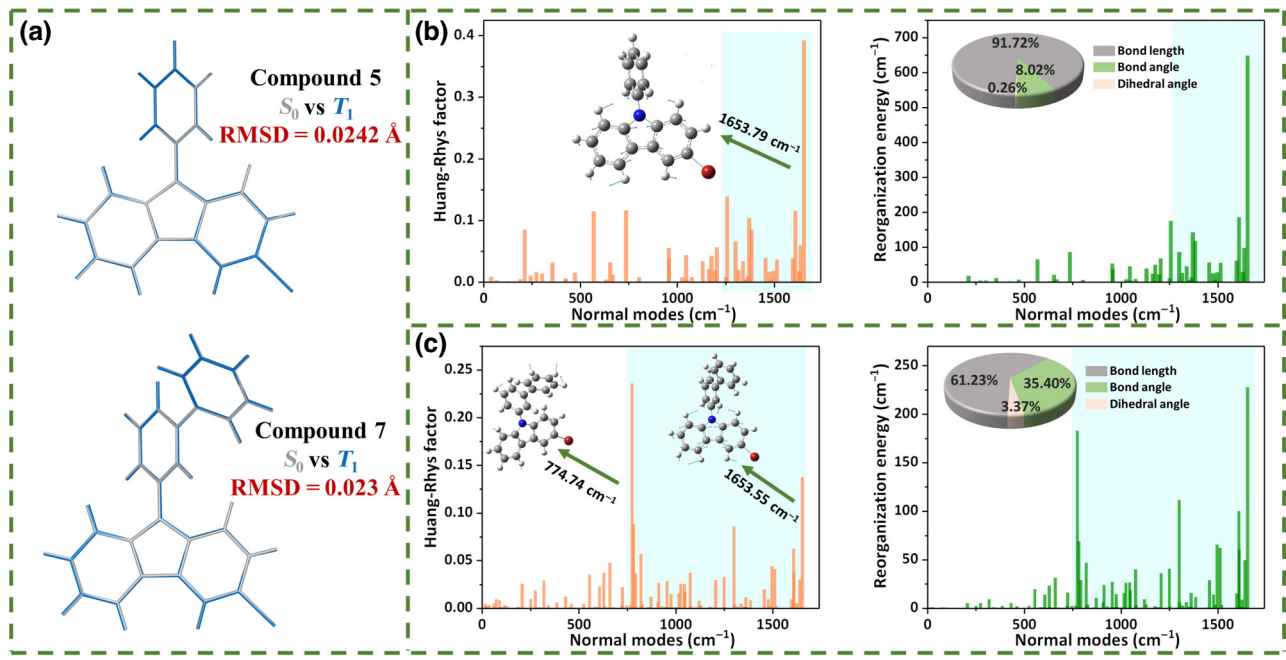 (a)
Compound 5
S₀ vs T₁
RMSD = 0.0242 Å
Compound 7
S₀ vs T₁
RMSD = 0.023 Å
(b)
Huang-Rhys factor
0.4
0.3
0.2
0.1
0.0
0
500
1000
1500
Normal modes (cm⁻¹)
1653.79 cm⁻¹
Reorganization energy (cm⁻¹)
700
600
500
400
300
200
100
0
0
500
1000
1500
Normal modes (cm⁻¹)
91.72%
8.02%
0.26%
Bond length
Bond angle
Dihedral angle
(c)
Huang-Rhys factor
0.25
0.20
0.15
0.10
0.05
0.00
0
500
1000
1500
Normal modes (cm⁻¹)
774.74 cm⁻¹
1653.55 cm⁻¹
Reorganization energy (cm⁻¹)
250
200
150
100
50
0
0
500
1000
1500
Normal modes (cm⁻¹)
61.23%
35.40%
3.37%
Bond length
Bond angle
Dihedral angle